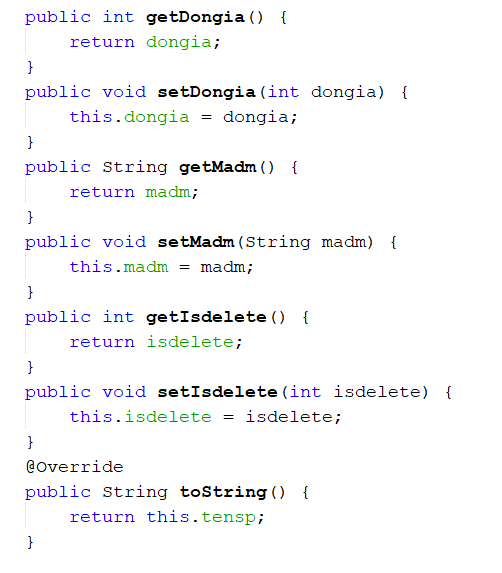 public int getDongia() {
    return dongia;
}
public void setDongia(int dongia) {
    this.dongia = dongia;
}
public String getMadm() {
    return madm;
}
public void setMadm(String madm) {
    this.madm = madm;
}
public int getIsdelete() {
    return isdelete;
}
public void setIsdelete(int isdelete) {
    this.isdelete = isdelete;
}
@Override
public String toString() {
    return this.tensp;
}